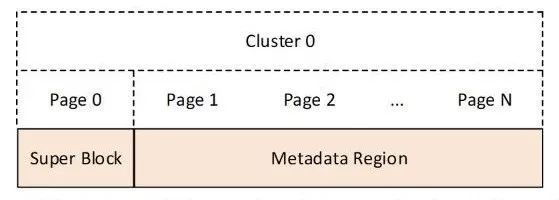 Cluster 0
Page 0 Page 1 Page 2 ... Page N
Super Block Metadata Region